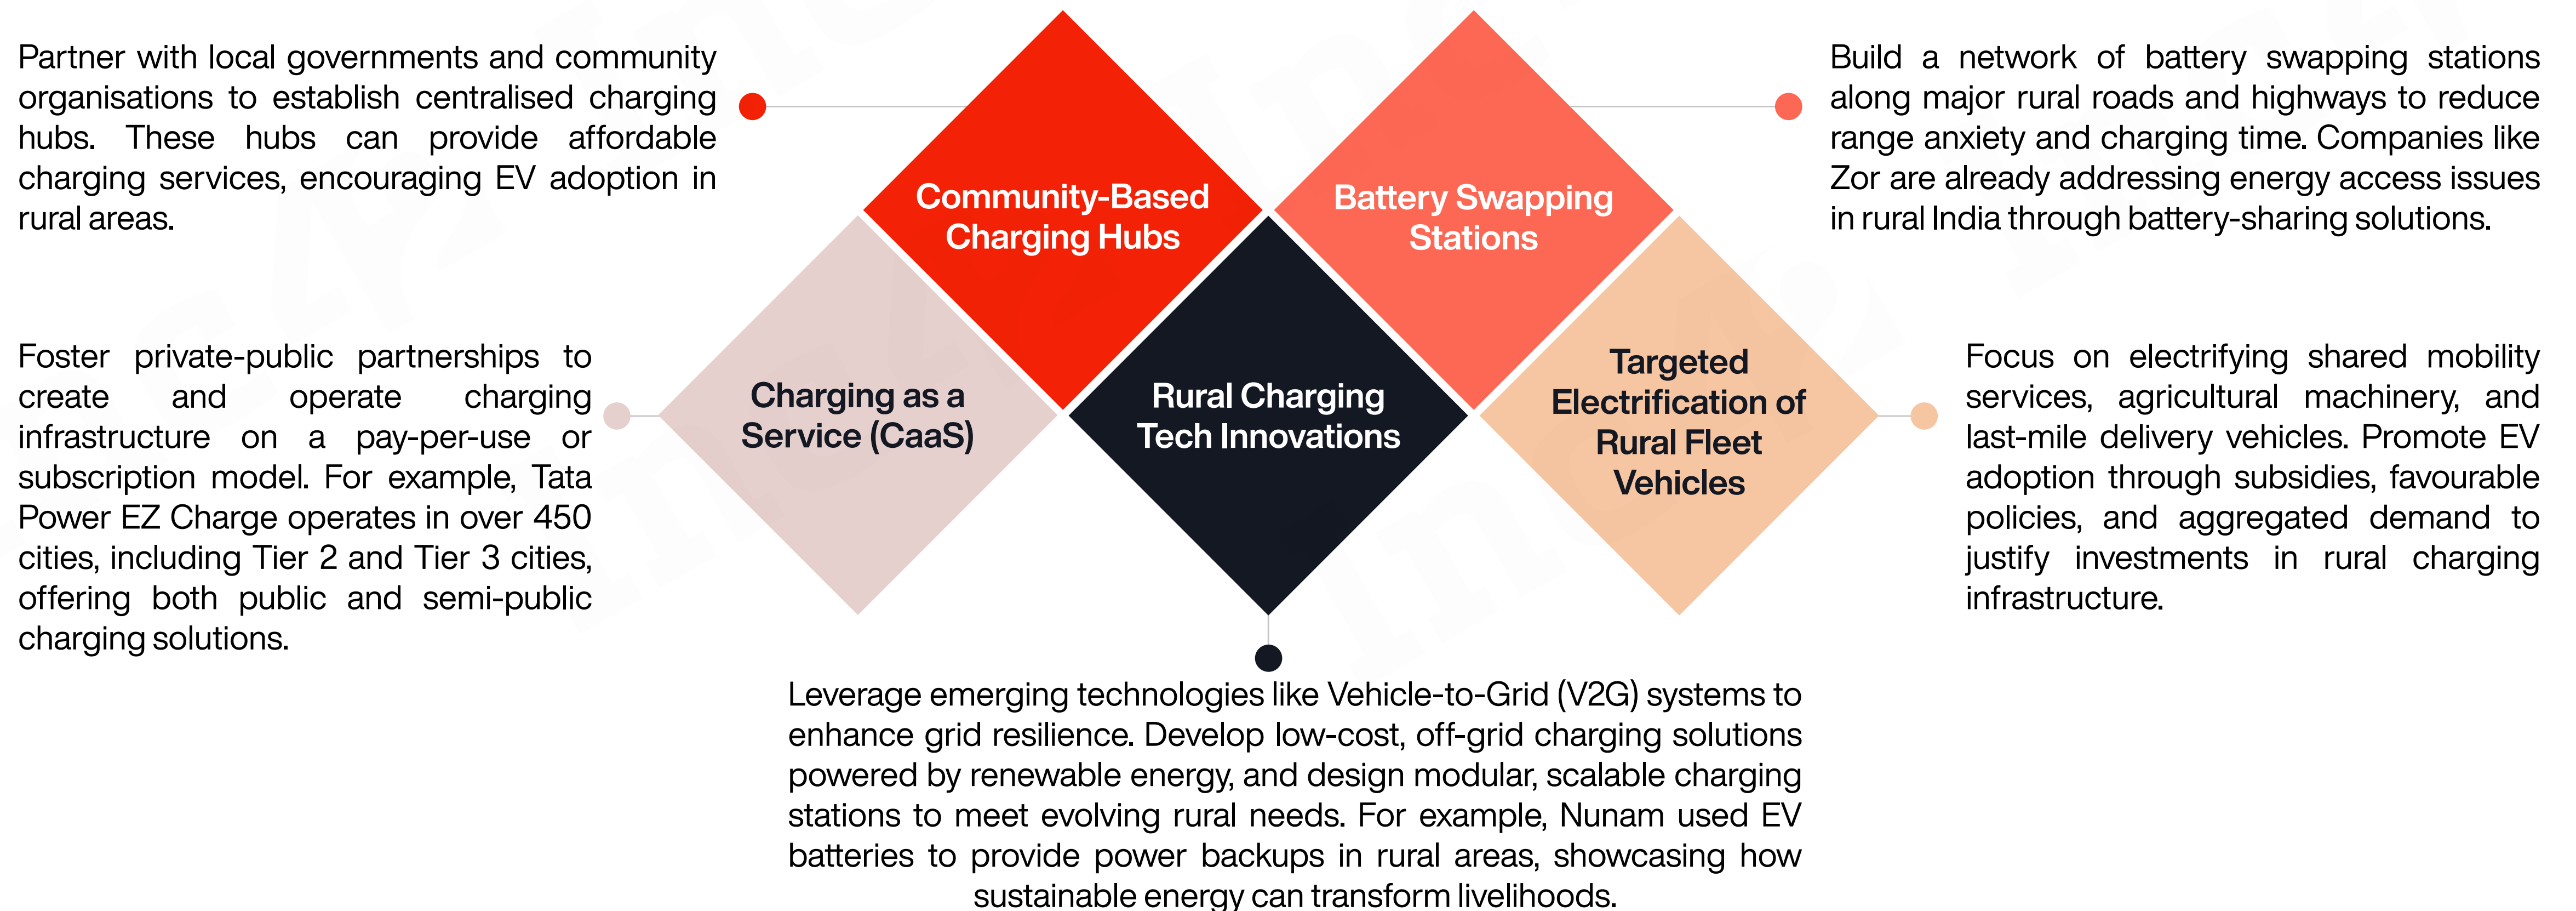 Partner with local governments and community
organisations to establish centralised charging
hubs. These hubs can provide affordable
charging services, encouraging EV adoption in
rural areas.
Community-Based
Charging Hubs
Battery Swapping
Stations
Build a network of battery swapping stations
along major rural roads and highways to reduce
range anxiety and charging time. Companies like
Zor are already addressing energy access issues
in rural India through battery-sharing solutions.
Foster private-public partnerships to
create and operate charging
infrastructure on a pay-per-use or
subscription model. For example, Tata
Power EZ Charge operates in over 450
cities, including Tier 2 and Tier 3 cities,
offering both public and semi-public
charging solutions.
Charging as a
Service (CaaS)
Rural Charging
Tech Innovations
Targeted
Electrification of
Rural Fleet
Vehicles
Focus on electrifying shared mobility
services, agricultural machinery, and
last-mile delivery vehicles. Promote EV
adoption through subsidies, favourable
policies, and aggregated demand to
justify investments in rural charging
infrastructure.
Leverage emerging technologies like Vehicle-to-Grid (V2G) systems to
enhance grid resilience. Develop low-cost, off-grid charging solutions
powered by renewable energy, and design modular, scalable charging
stations to meet evolving rural needs. For example, Nunam used EV
batteries to provide power backups in rural areas, showcasing how
sustainable energy can transform livelihoods.